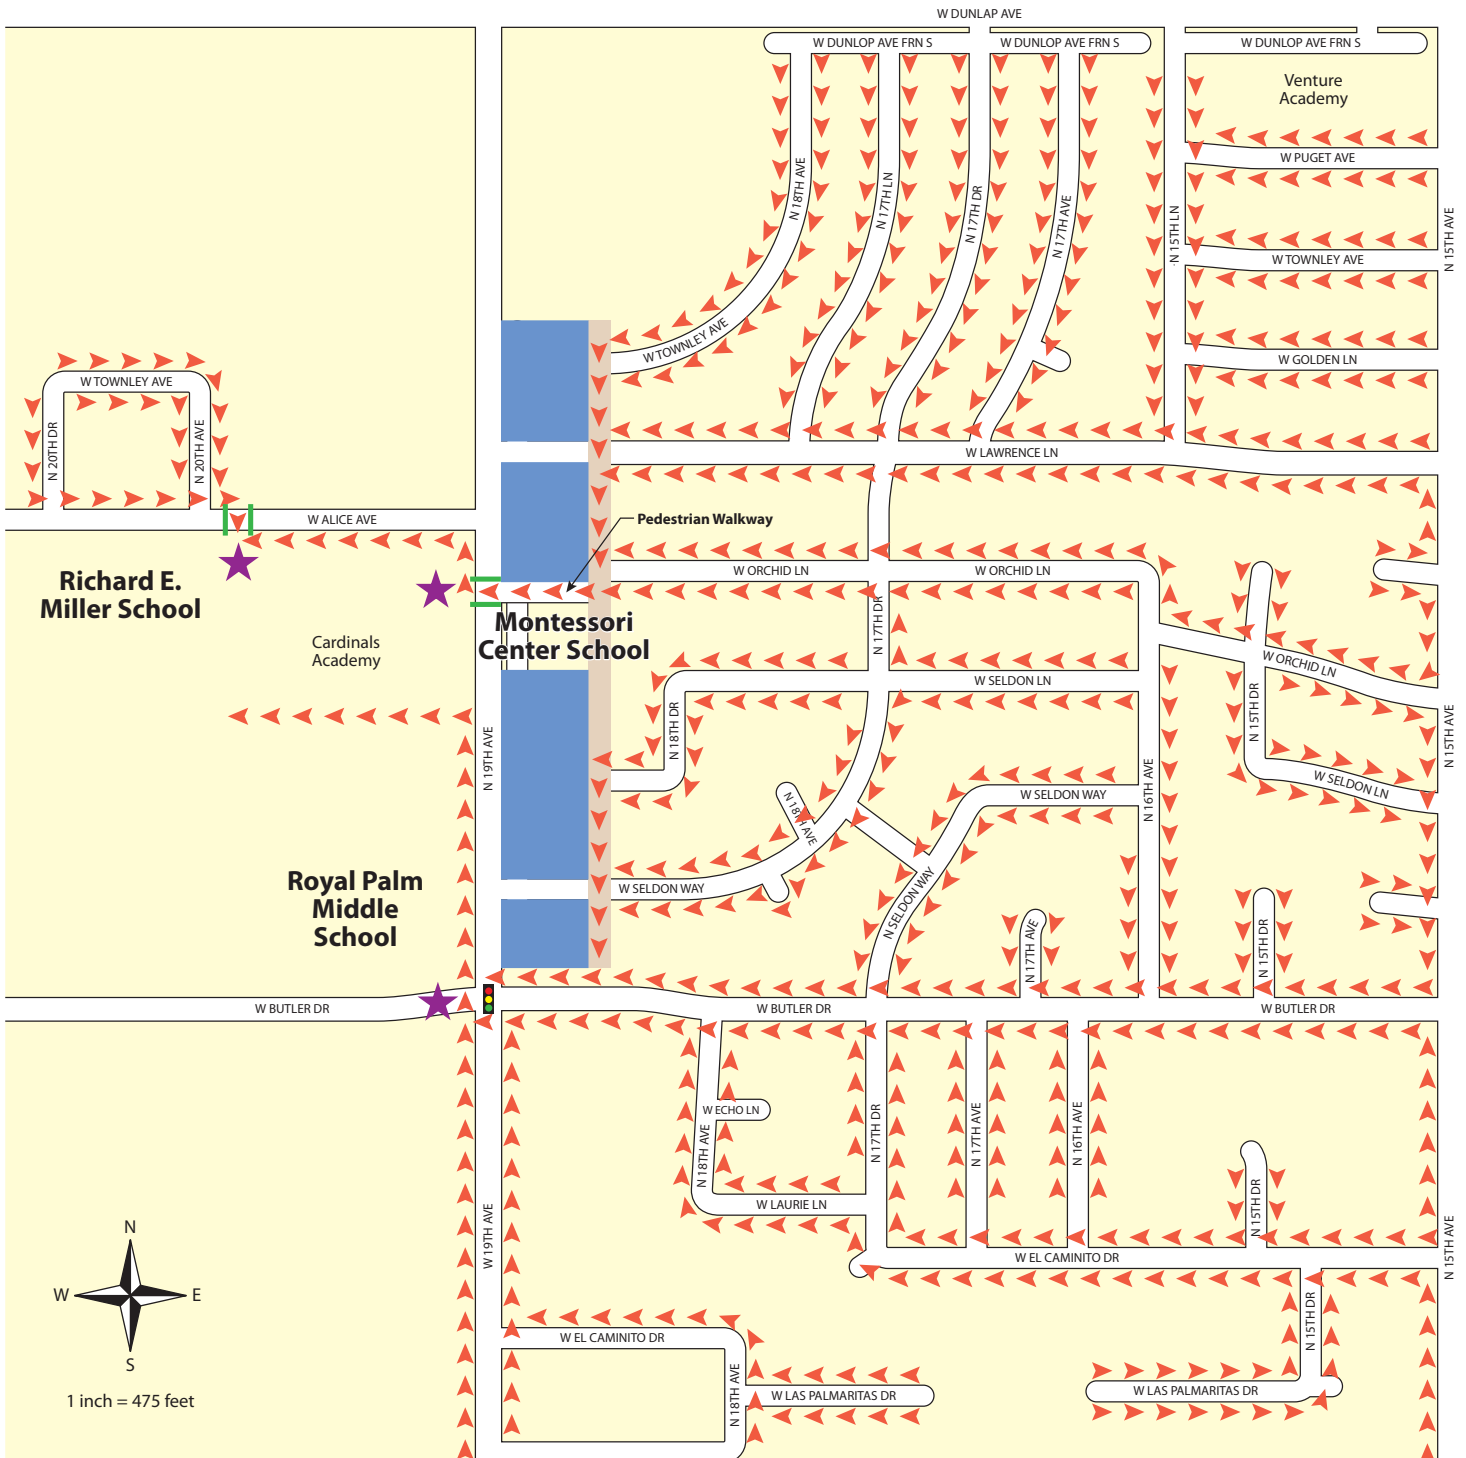 W DUNLAP AVE
W DUNLOP AVE FRN S
W DUNLOP AVE FRN S
W DUNLOP AVE FRN S
Venture
Academy
W PUGET AVE
N 18TH AVE
N 17TH LN
N 17TH DR
N 17TH AVE
N 15TH LN
N 15TH AVE
W TOWNLEY AVE
W TOWNLEY AVE
W GOLDEN LN
W TOWNLEY AVE
N 20TH DR
N 20TH AVE
W LAWRENCE LN
W ALICE AVE
Pedestrian Walkway
Richard E.
Miller School
W ORCHID LN
W ORCHID LN
Montessori
Center School
Cardinals
Academy
N 17TH DR
W ORCHID LN
W SELDON LN
N 18TH DR
N 15TH DR
N 19TH AVE
N 15TH AVE
W SELDON LN
N 16TH AVE
W SELDON WAY
N 18TH AVE
Royal Palm
Middle
School
W SELDON WAY
N SELDON WAY
N 17TH AVE
N 15TH DR
W BUTLER DR
W BUTLER DR
W BUTLER DR
W ECHO LN
N 18TH AVE
N 17TH DR
N 17TH AVE
N 16TH AVE
W LAURIE LN
N 15TH DR
W 19TH AVE
N 15TH AVE
W EL CAMINITO DR
N
W E
S
1 inch = 475 feet
W EL CAMINITO DR
N 15TH DR
N 18TH AVE
W LAS PALMARITAS DR
W LAS PALMARITAS DR